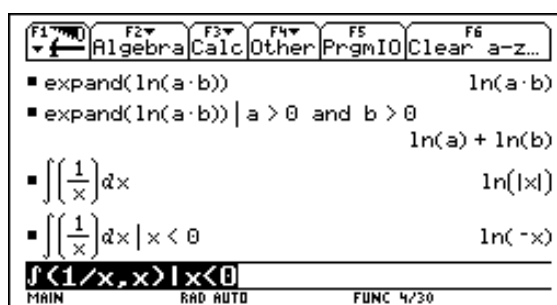 F1 F2 F3 F4 F5 F6
Algebra Calc Other PrgmIO Clear a-z…
▪ expand(ln(a·b)) ln(a·b)
▪ expand(ln(a·b)) | a > 0 and b > 0
ln(a) + ln(b)
▪ ∫(1/x)dx ln(|x|)
▪ ∫(1/x)dx | x < 0 ln(⁻x)
∫(1/x,x)|x<0
MAIN RAD AUTO FUNC 4/30